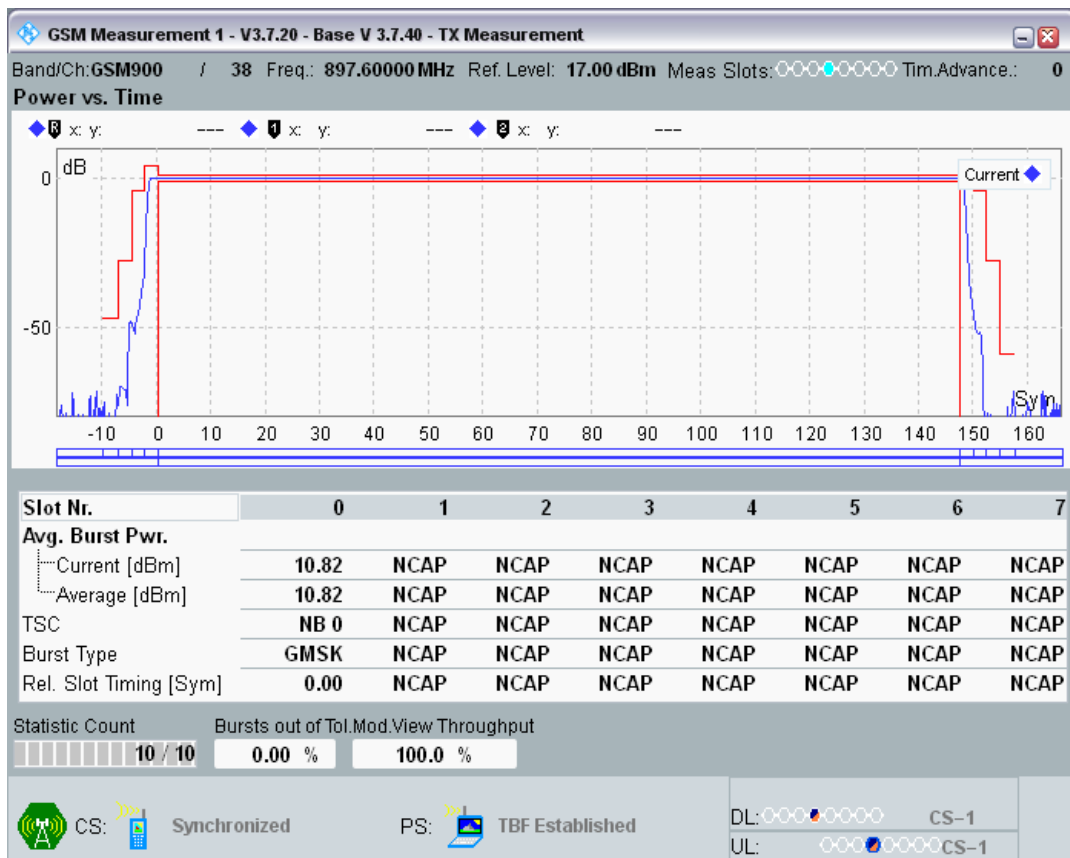 GSM Measurement 1 - V3.7.20 - Base V 3.7.40 - TX Measurement
Band/Ch:GSM900 / 38 Freq.: 897.60000 MHz Ref. Level: 17.00 dBm Meas Slots: Tim.Advance.: 0
Power vs. Time
R x: y: --- 1 x: y: --- 2 x: y: ---
dB
0
Current
-50
Sym
-10 0 10 20 30 40 50 60 70 80 90 100 110 120 130 140 150 160
Slot Nr. 0 1 2 3 4 5 6 7
Avg. Burst Pwr.
Current [dBm] 10.82 NCAP NCAP NCAP NCAP NCAP NCAP NCAP
Average [dBm] 10.82 NCAP NCAP NCAP NCAP NCAP NCAP NCAP
TSC NB 0 NCAP NCAP NCAP NCAP NCAP NCAP NCAP
Burst Type GMSK NCAP NCAP NCAP NCAP NCAP NCAP NCAP
Rel. Slot Timing [Sym] 0.00 NCAP NCAP NCAP NCAP NCAP NCAP NCAP
Statistic Count Bursts out of Tol.Mod.View Throughput
10 / 10 0.00 % 100.0 %
CS: Synchronized PS: TBF Established
DL: CS-1
UL: CS-1